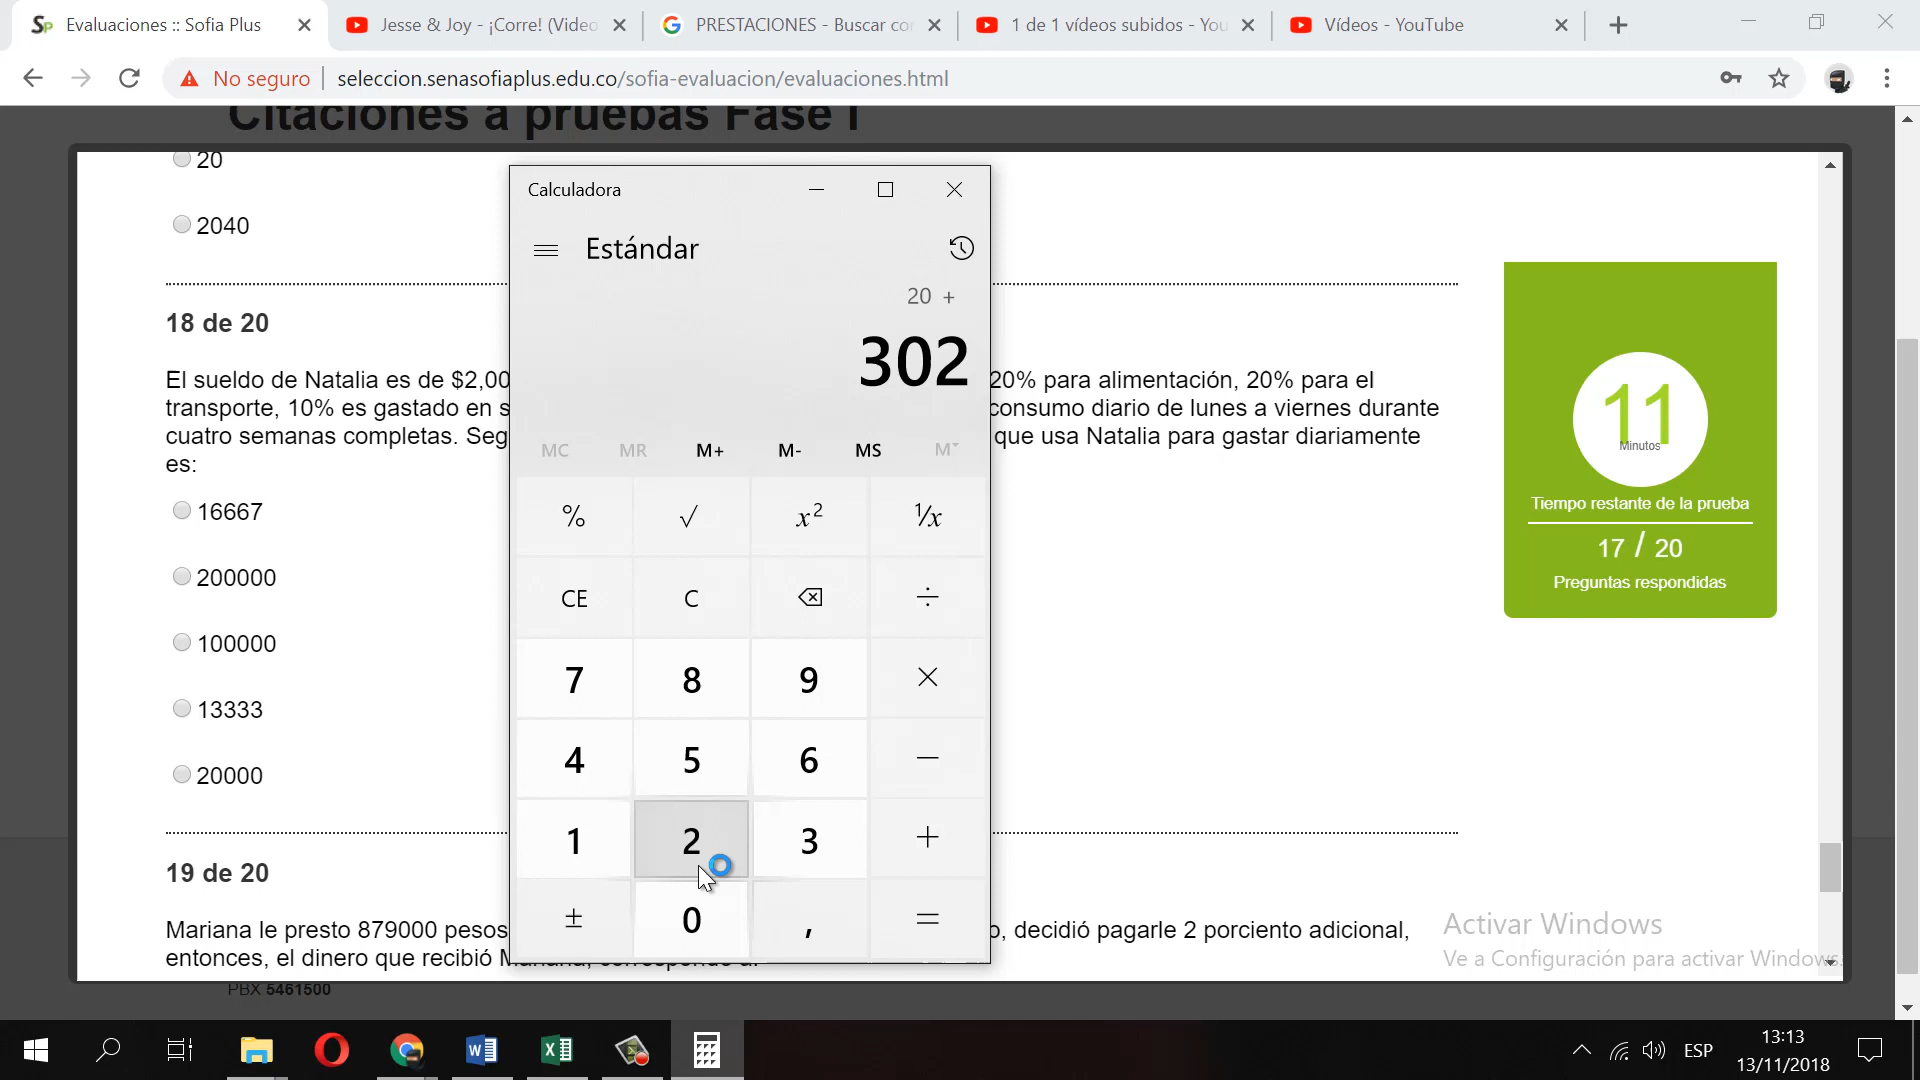 Evaluaciones :: Sofia Plus
Jesse & Joy - ¡Corre! (Video
PRESTACIONES - Buscar co
1 de 1 vídeos subidos - You
Vídeos - YouTube
No seguro
seleccion.senasofiaplus.edu.co/sofia-evaluacion/evaluaciones.html
Citaciones a pruebas Fase I
20
2040
18 de 20
El sueldo de Natalia es de $2,00
20% para alimentación, 20% para el
transporte, 10% es gastado en s
consumo diario de lunes a viernes durante
cuatro semanas completas. Seg
que usa Natalia para gastar diariamente
es:
16667
200000
100000
13333
20000
19 de 20
Mariana le presto 879000 pesos
o, decidió pagarle 2 porciento adicional,
entonces, el dinero que recibió
PBX 5461500
Calculadora
Estándar
20 +
302
MC MR M+ M- MS M
% √ x² ¹/x
CE C ÷
7 8 9 ×
4 5 6 −
1 2 3 +
± 0 , =
11
Minutos
Tiempo restante de la prueba
17 / 20
Preguntas respondidas
Activar Windows
Ve a Configuración para activar Windows.
ESP
13:13
13/11/2018